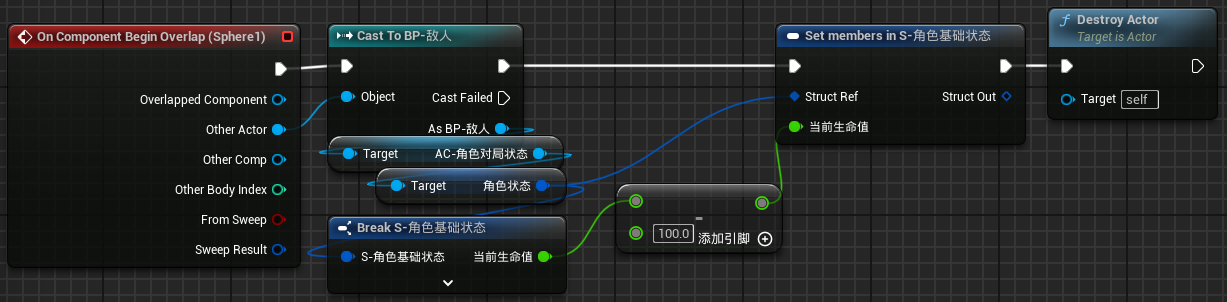 On Component Begin Overlap (Sphere1)
Overlapped Component
Other Actor
Other Comp
Other Body Index
From Sweep
Sweep Result
Cast To BP-敌人
Object
Cast Failed
As BP-敌人
Target
AC-角色对局状态
Target
角色状态
Break S-角色基础状态
S-角色基础状态
当前生命值
-
100.0
添加引脚
Set members in S-角色基础状态
Struct Ref
Struct Out
当前生命值
Destroy Actor
Target is Actor
Target
self